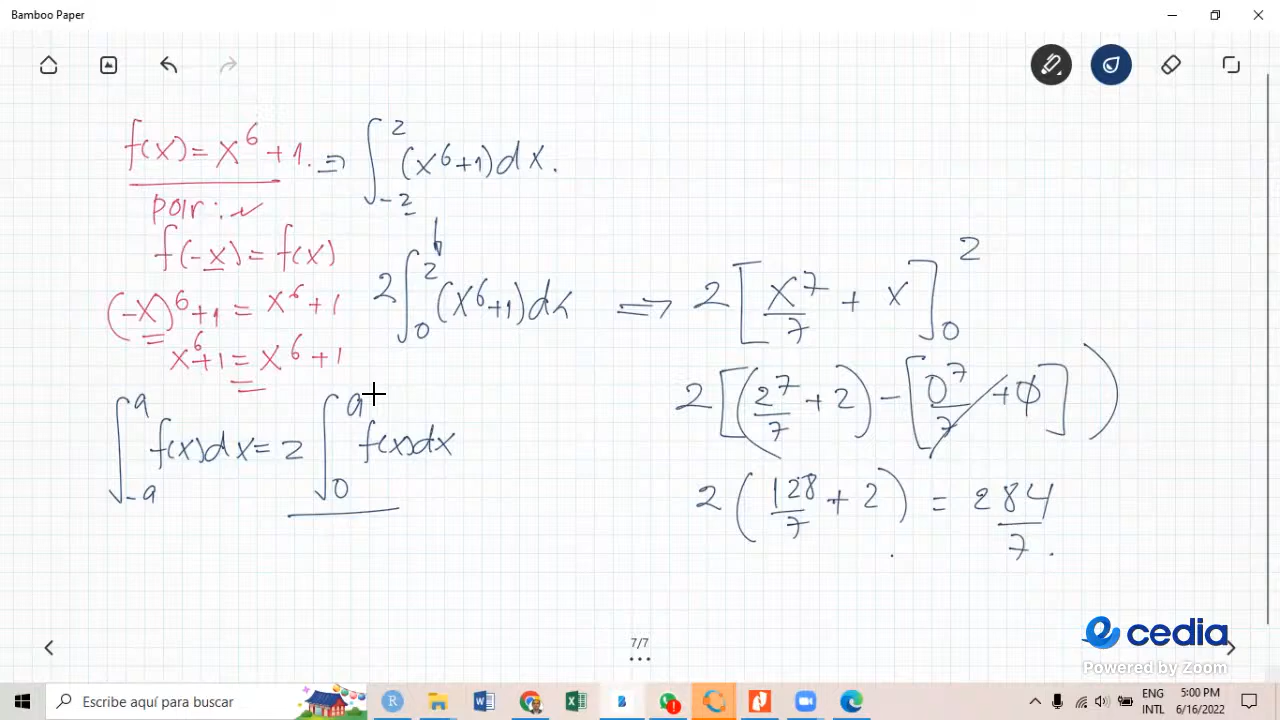 Bamboo Paper
f(x) = x^6 + 1. ⇒ ∫_{-2}^{2} (x^6+1)dx.
par: ✓
f(-x) = f(x)
(-x)^6 + 1 = x^6 + 1
x^6+1 = x^6 + 1
2 ∫_0^2 (x^6+1)dx ⟹ 2 [x^7/7 + x]_0^2
∫_{-a}^{a} f(x)dx = 2 ∫_0^a f(x)dx
2 [(2^7/7 + 2) - [0^7/7 + 0])
2 (128/7 + 2) = 284/7.
7/7
cedia
Powered by Zoom
Escribe aquí para buscar
ENG
INTL
5:00 PM
6/16/2022